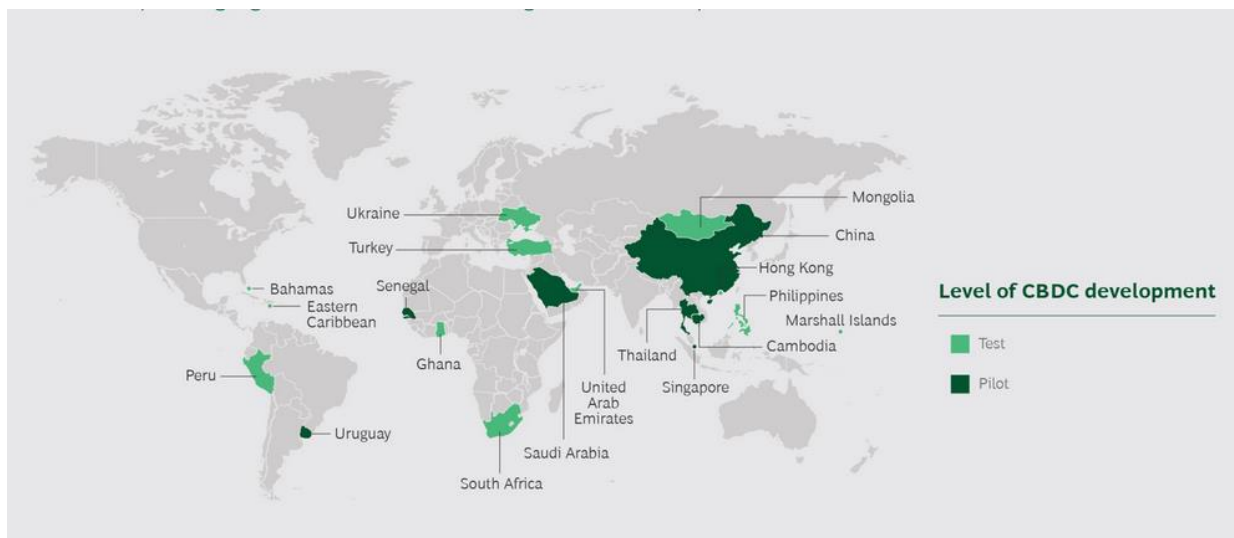 Ukraine
Mongolia
Turkey
China
Bahamas
Senegal
Hong Kong
Eastern
Caribbean
Philippines
Level of CBDC development
Marshall Islands
Test
Ghana
Thailand
Cambodia
Peru
Singapore
Pilot
United
Arab
Emirates
Uruguay
Saudi Arabia
South Africa